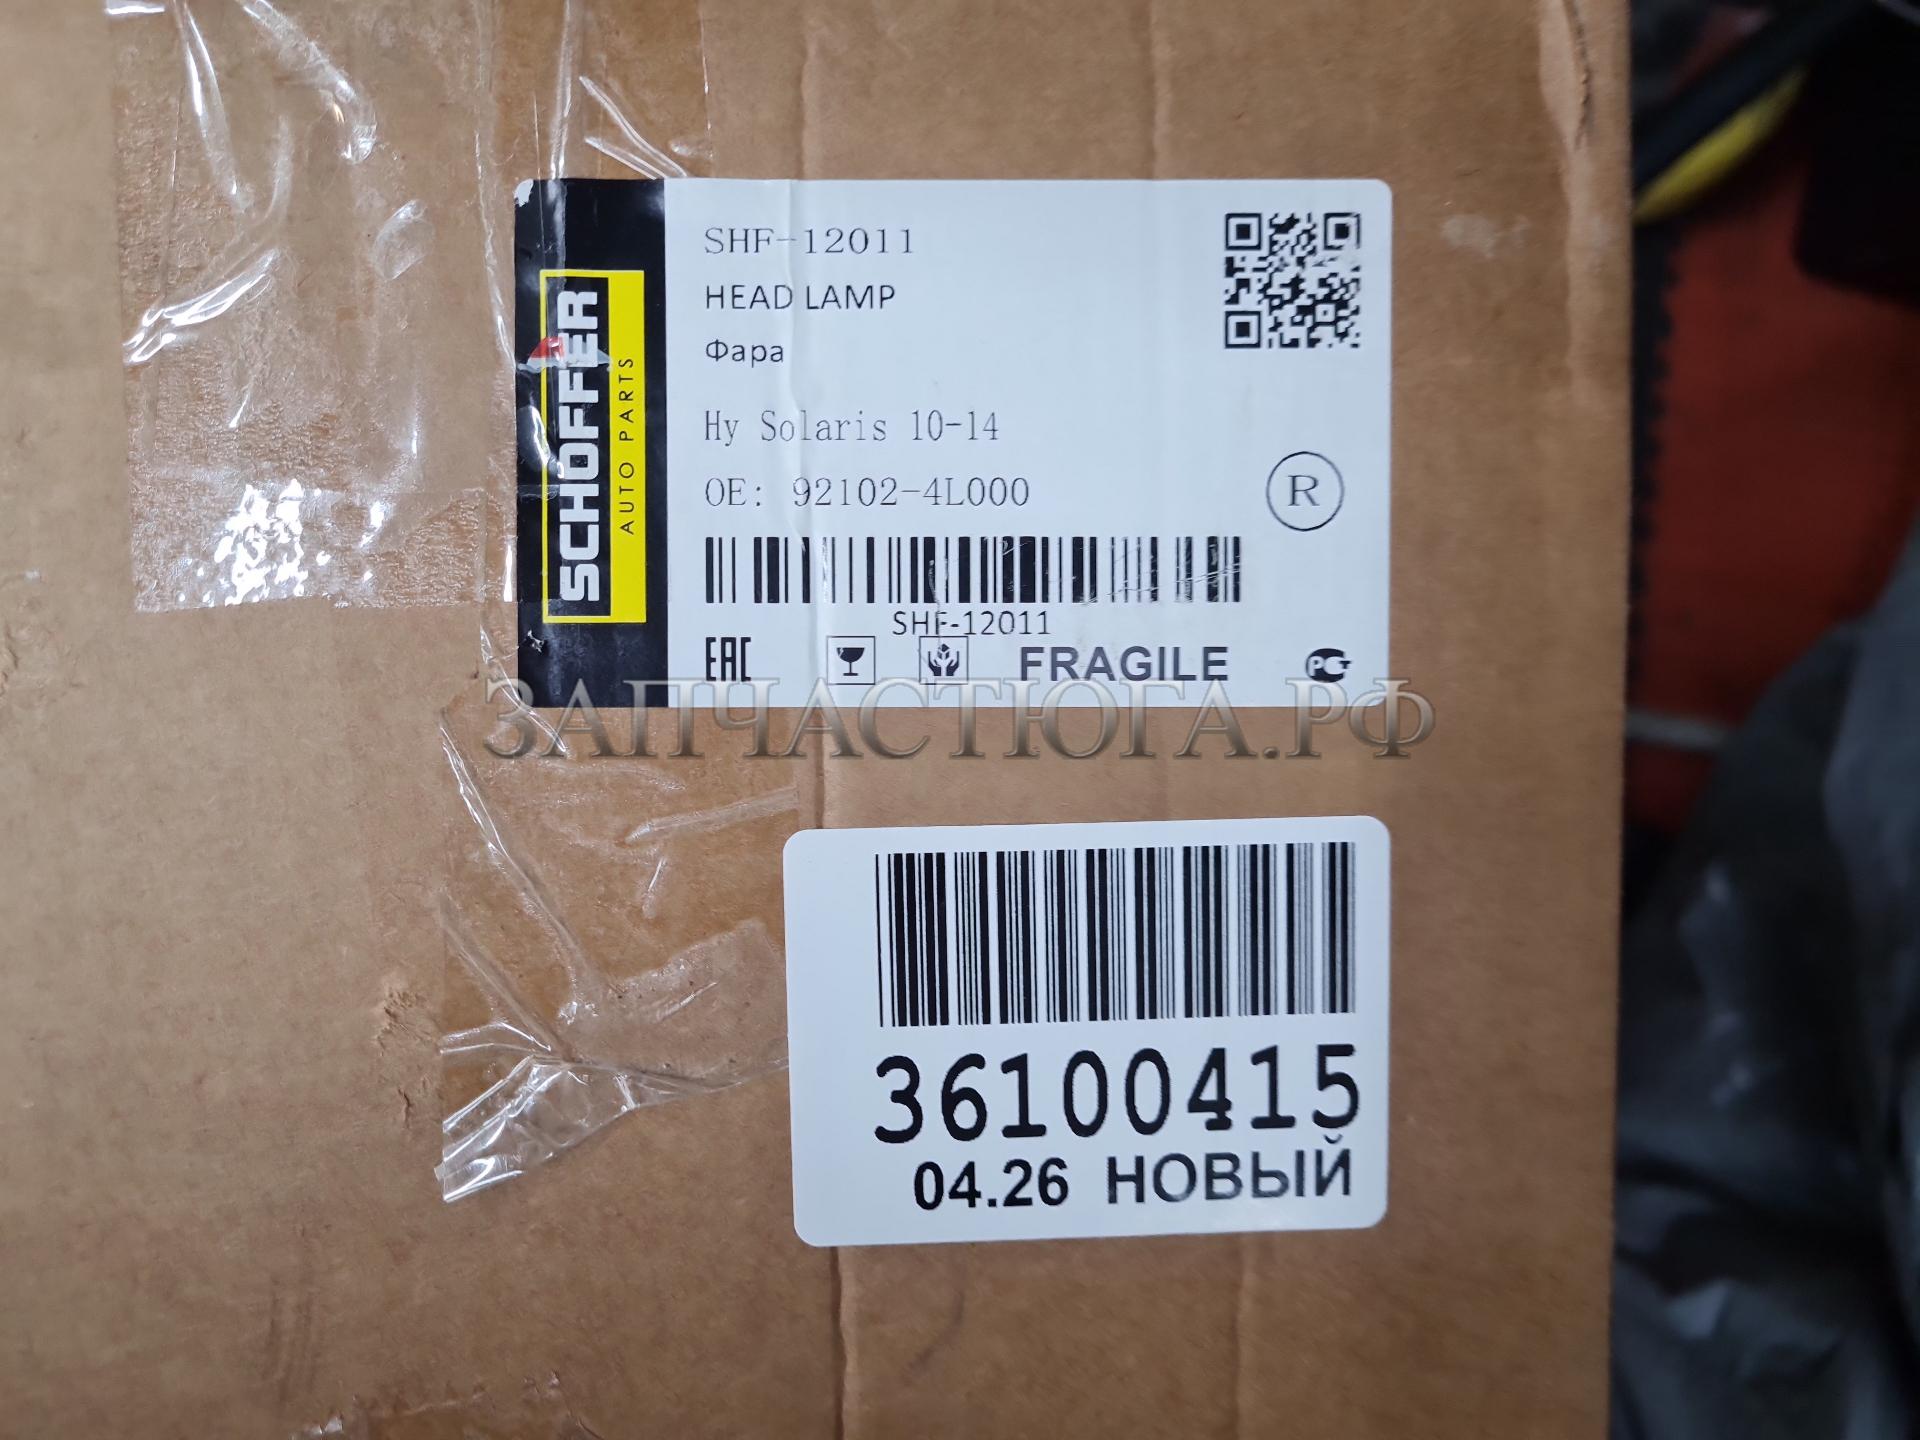 SCHOFFER
AUTO PARTS
SHF-12011
HEAD LAMP
Фара
Hy Solaris 10-14
OE: 92102-4L000
R
SHF-12011
EAC
FRAGILE
РСТ
ЗАПЧАСТЮГА.РФ
36100415
04.26 НОВЫЙ